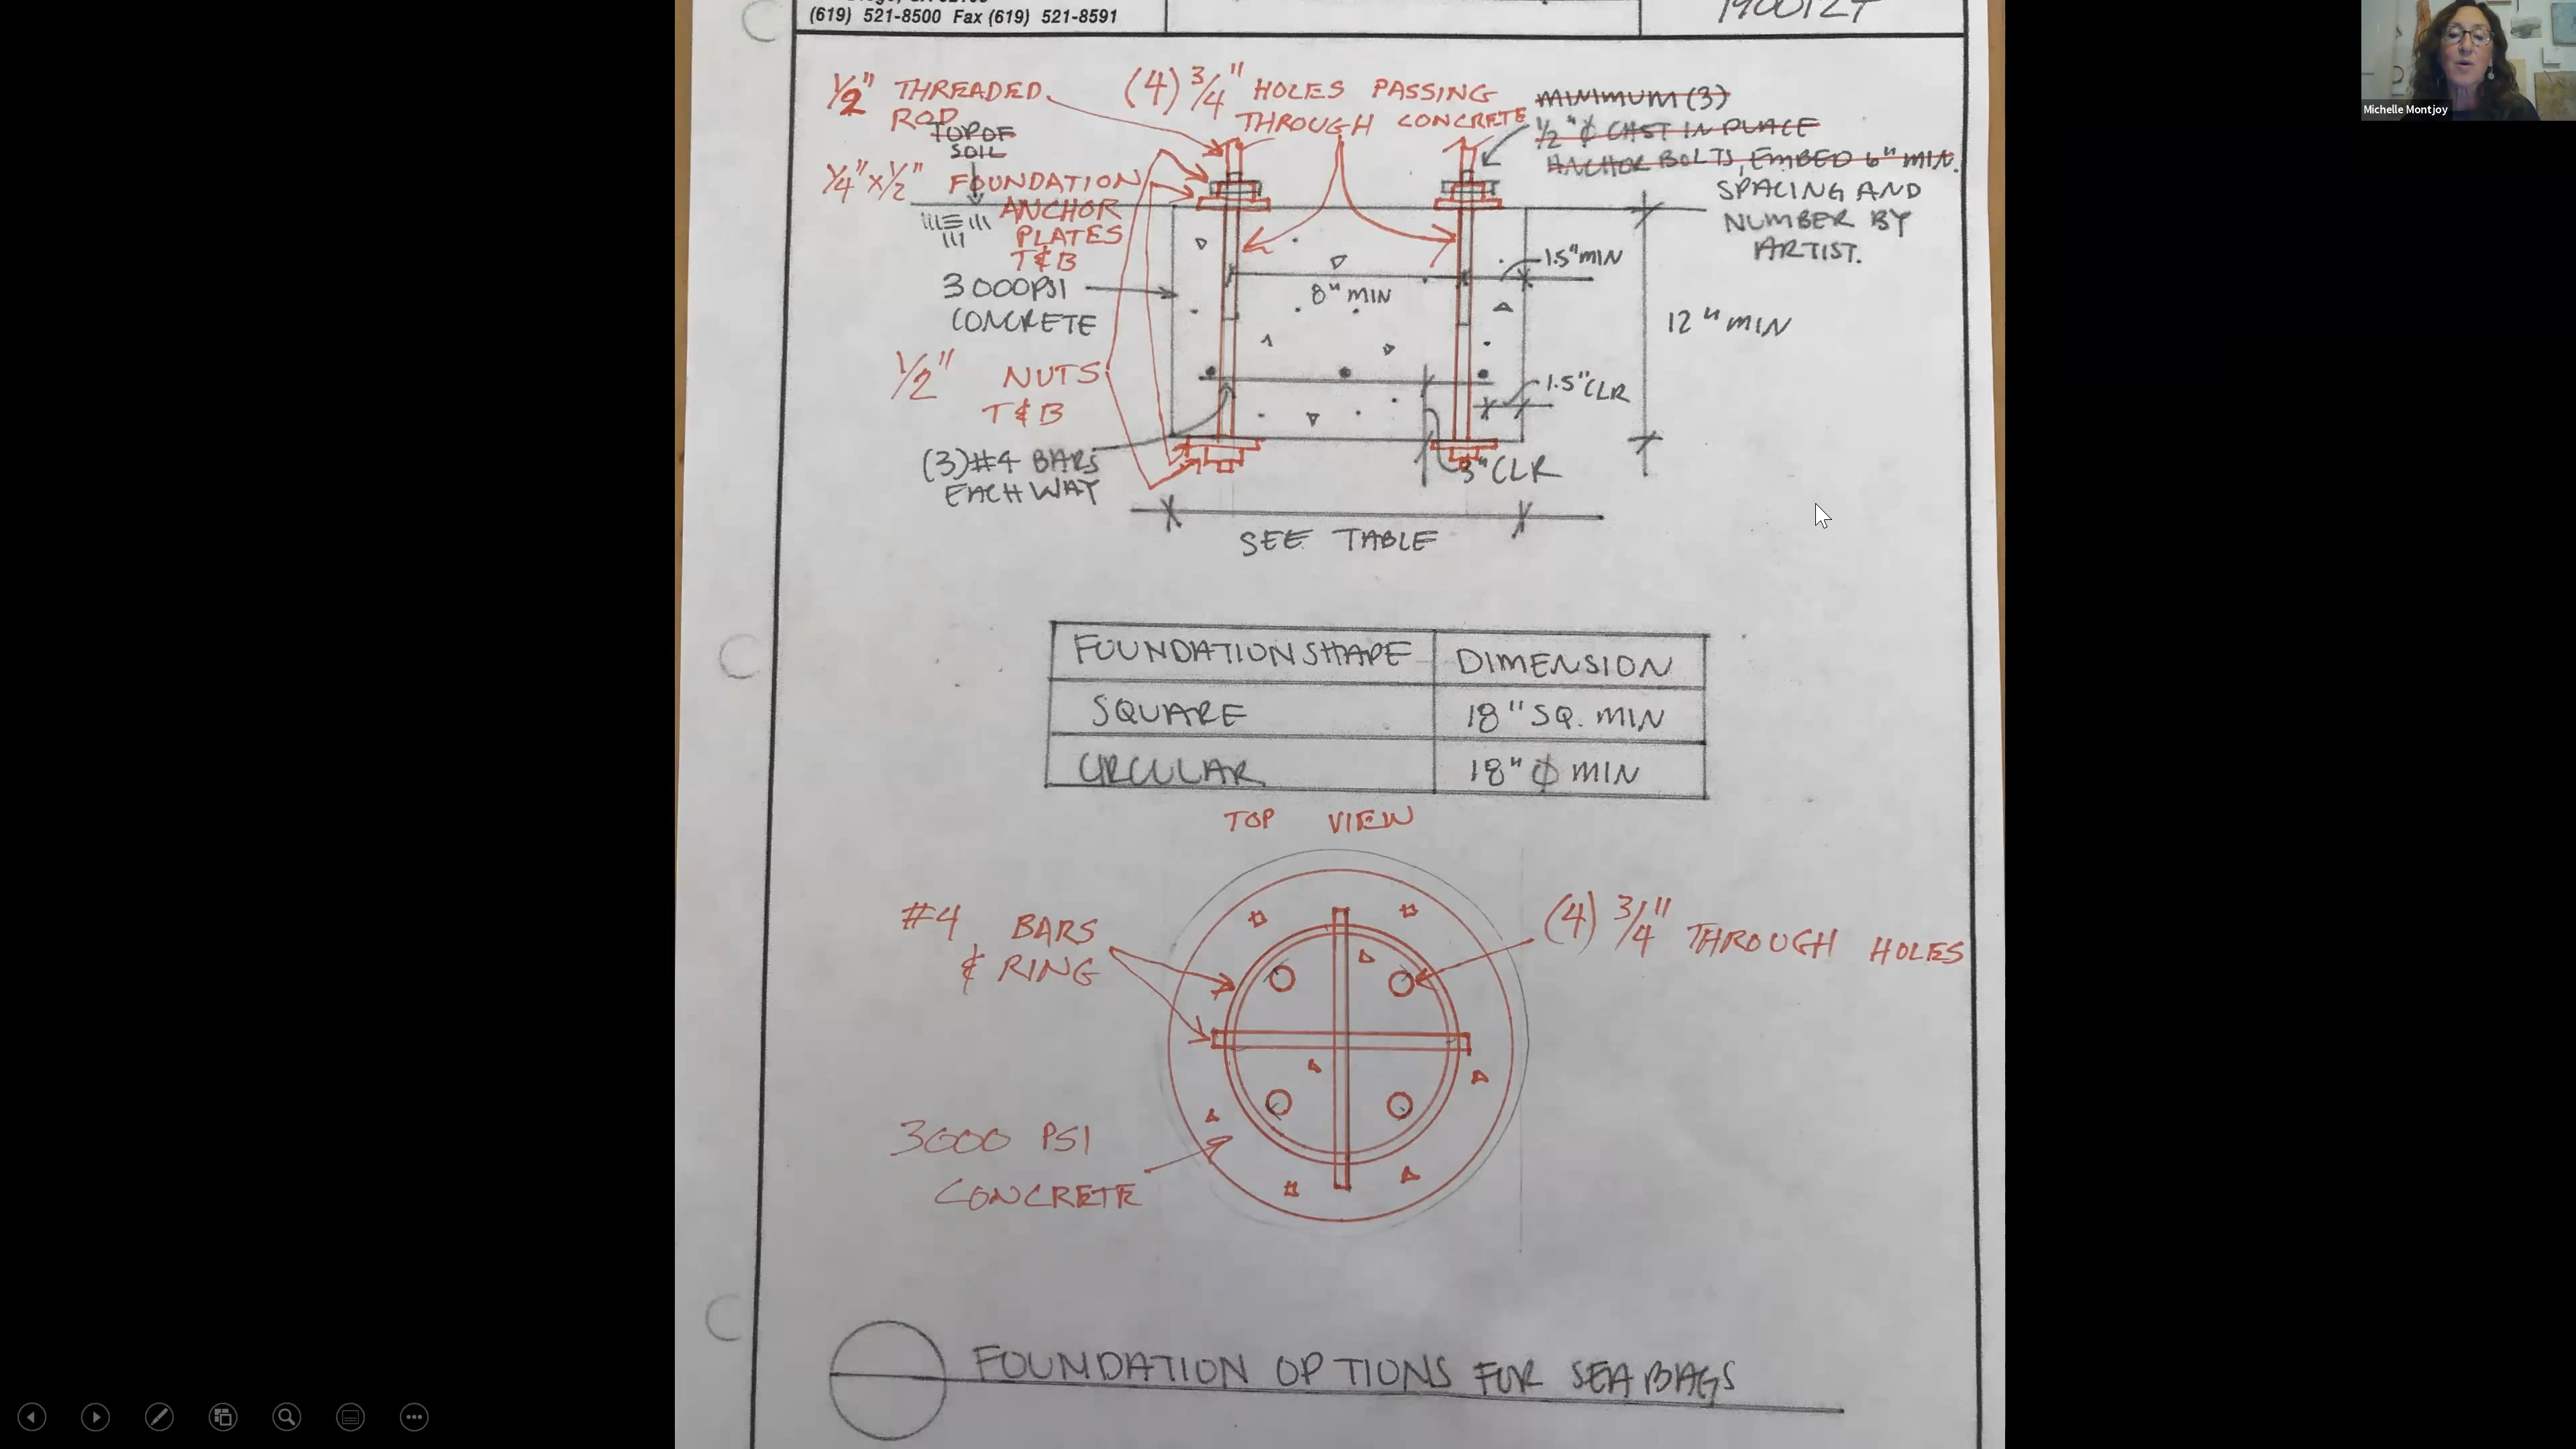 (619) 521-8500 Fax (619) 521-8591
Michelle Montjoy
1/2" THREADED
ROD
(4) 3/4" HOLES PASSING
THROUGH CONCRETE
MINIMUM (3)
1/2"ϕ CAST IN PLACE
ANCHOR BOLTS, EMBED 6" MIN.
SPACING AND
NUMBER BY
ARTIST.
TOP OF
SOIL
1/4" x 1/2" FOUNDATION
ANCHOR
PLATES
T & B
3000PSI
CONCRETE
8" MIN
1.5" MIN
12" MIN
1/2" NUTS
T & B
1.5" CLR
(3)#4 BARS
EACH WAY
3" CLR
SEE TABLE
FOUNDATION SHAPE DIMENSION
SQUARE 18" SQ. MIN
CIRCULAR 18" ϕ MIN
TOP VIEW
#4 BARS
& RING
(4) 3/4" THROUGH HOLES
3000 PSI
CONCRETE
FOUNDATION OPTIONS FOR SEABAGS